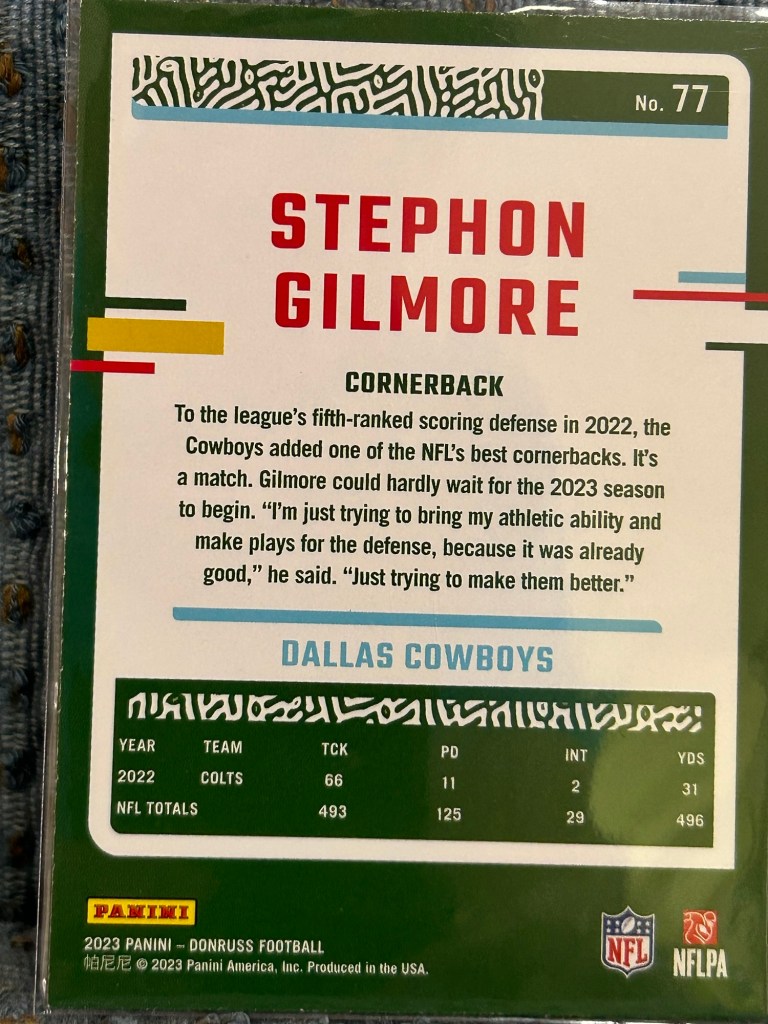 No. 77
STEPHON
GILMORE
CORNERBACK
To the league's fifth-ranked scoring defense in 2022, the
Cowboys added one of the NFL's best cornerbacks. It's
a match. Gilmore could hardly wait for the 2023 season
to begin. “I'm just trying to bring my athletic ability and
make plays for the defense, because it was already
good,” he said. “Just trying to make them better.”
DALLAS COWBOYS
YEAR TEAM TCK PD INT YDS
2022 COLTS 66 11 2 31
NFL TOTALS 493 125 29 496
PANINI
2023 PANINI – DONRUSS FOOTBALL
帕尼尼 © 2023 Panini America, Inc. Produced in the USA.
NFL
NFLPA